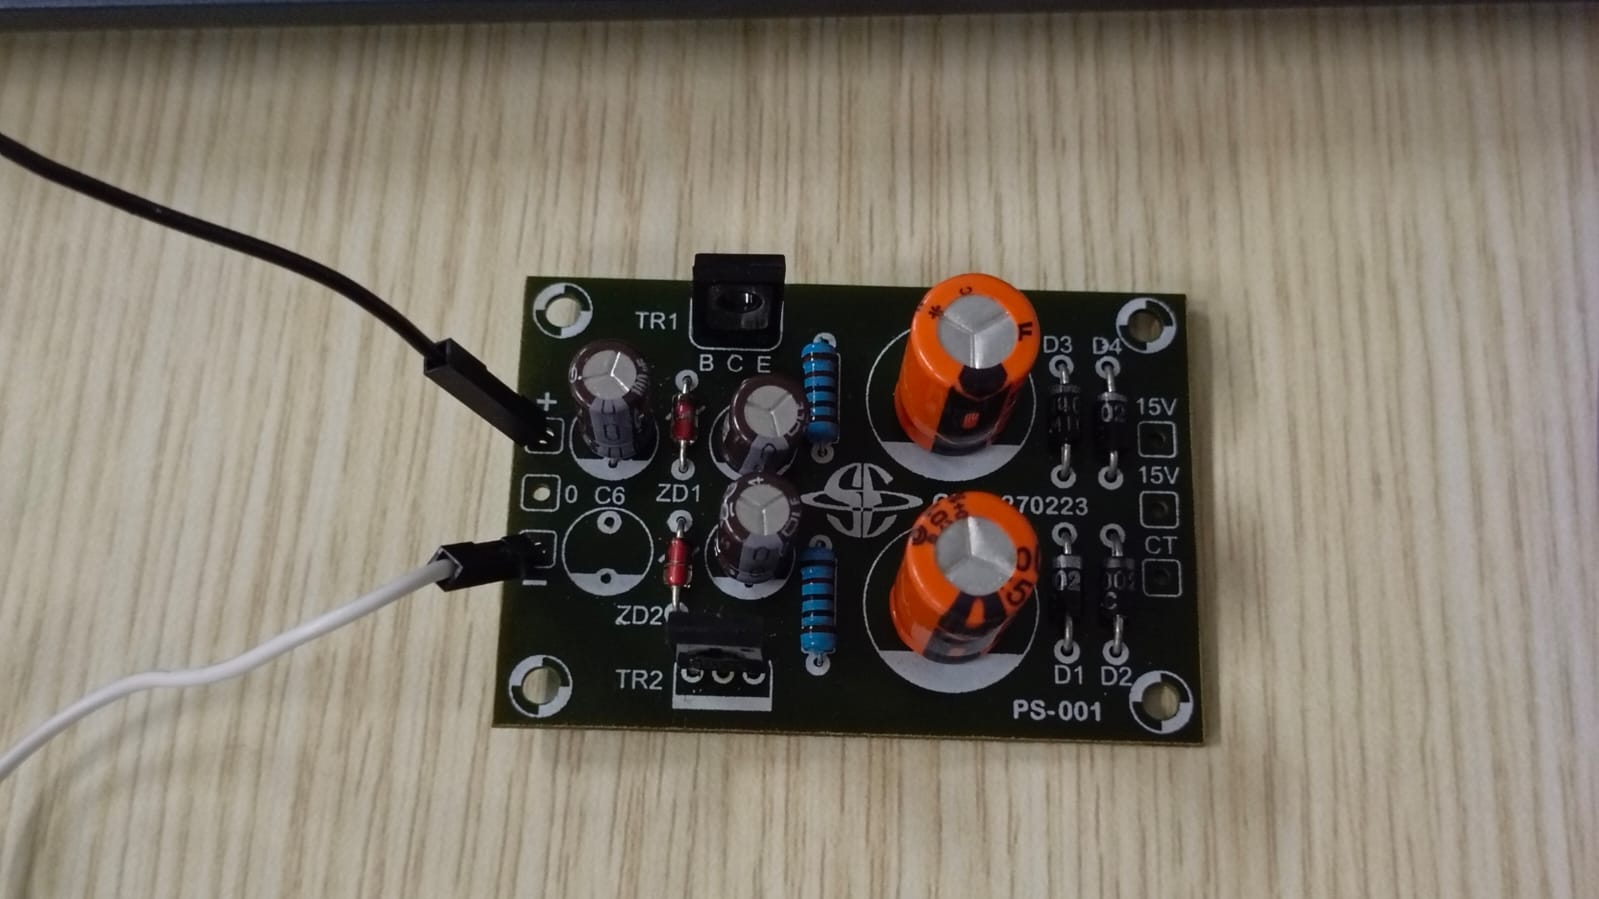 TR1
B C E
D3
D4
+
15V
15V
0
C6
ZD1
270223
CT
−
ZD2
TR2
D1
D2
PS-001